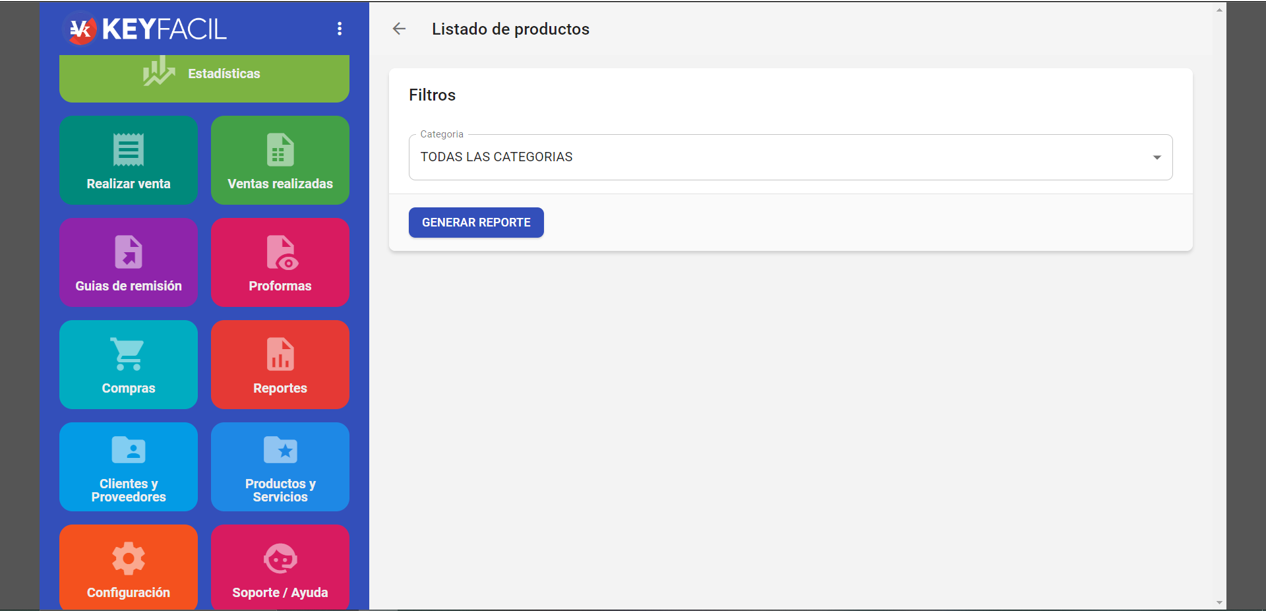 KEYFACIL
Estadísticas
Realizar venta
Ventas realizadas
Guias de remisión
Proformas
Compras
Reportes
Clientes y
Proveedores
Productos y
Servicios
Configuración
Soporte / Ayuda
Listado de productos
Filtros
Categoria
TODAS LAS CATEGORIAS
GENERAR REPORTE